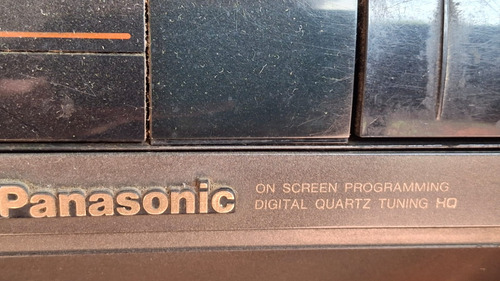 Panasonic
ON SCREEN PROGRAMMING
DIGITAL QUARTZ TUNING HQ